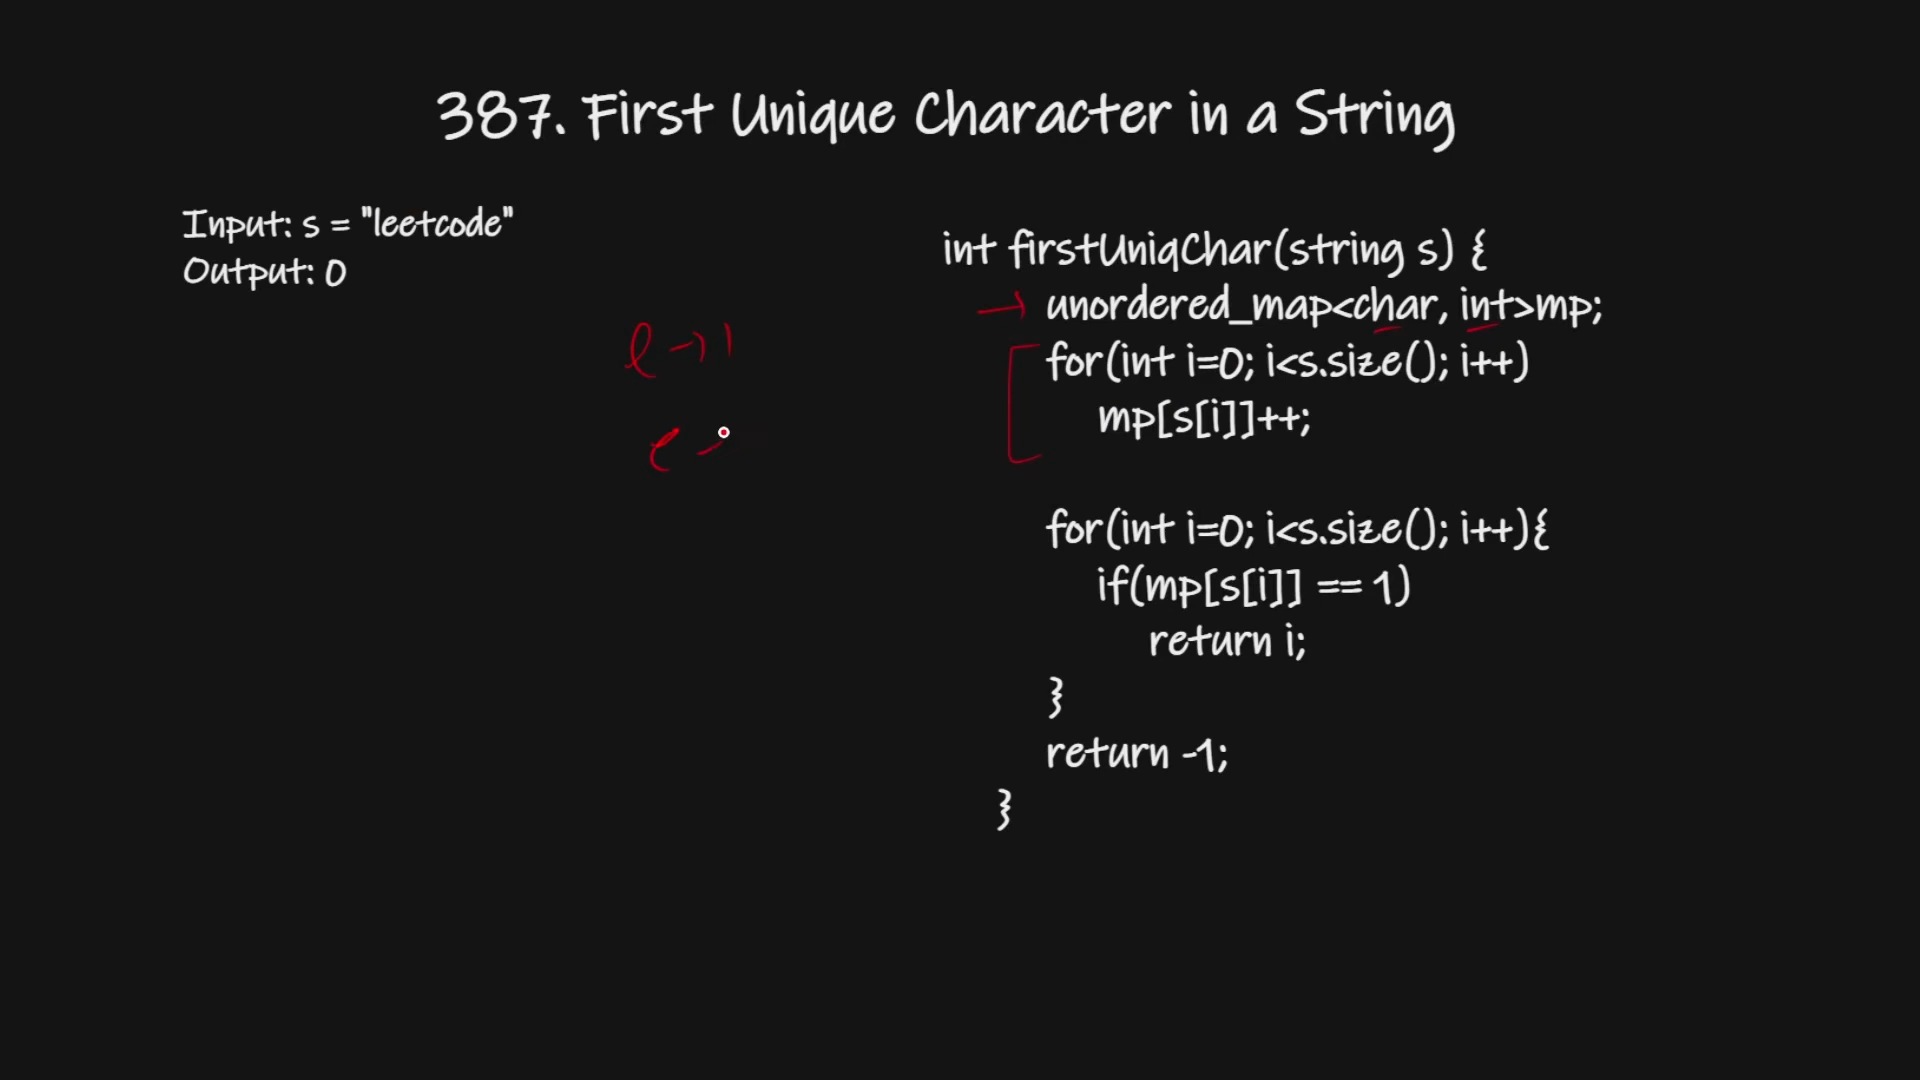 387. First Unique Character in a String
Input: s = "leetcode"
Output: 0
l → 1
e -
int firstUniqChar(string s) {
→ unordered_map<char, int>mp;
for(int i=0; i<s.size(); i++)
mp[s[i]]++;
for(int i=0; i<s.size(); i++){
if(mp[s[i]] == 1)
return i;
}
return -1;
}